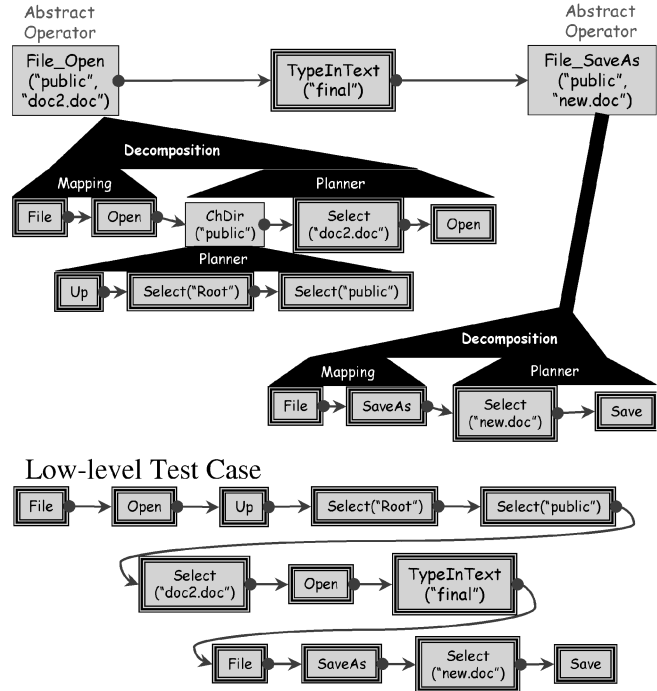 Abstract
Operator
Abstract
Operator
File_Open
("public",
"doc2.doc")
TypeInText
("final")
File_SaveAs
("public",
"new.doc")
Decomposition
Mapping
Planner
File
Open
ChDir
("public")
Select
("doc2.doc")
Open
Planner
Up
Select("Root")
Select("public")
Decomposition
Mapping
Planner
File
SaveAs
Select
("new.doc")
Save
Low-level Test Case
File
Open
Up
Select("Root")
Select("public")
Select
("doc2.doc")
Open
TypeInText
("final")
File
SaveAs
Select
("new.doc")
Save